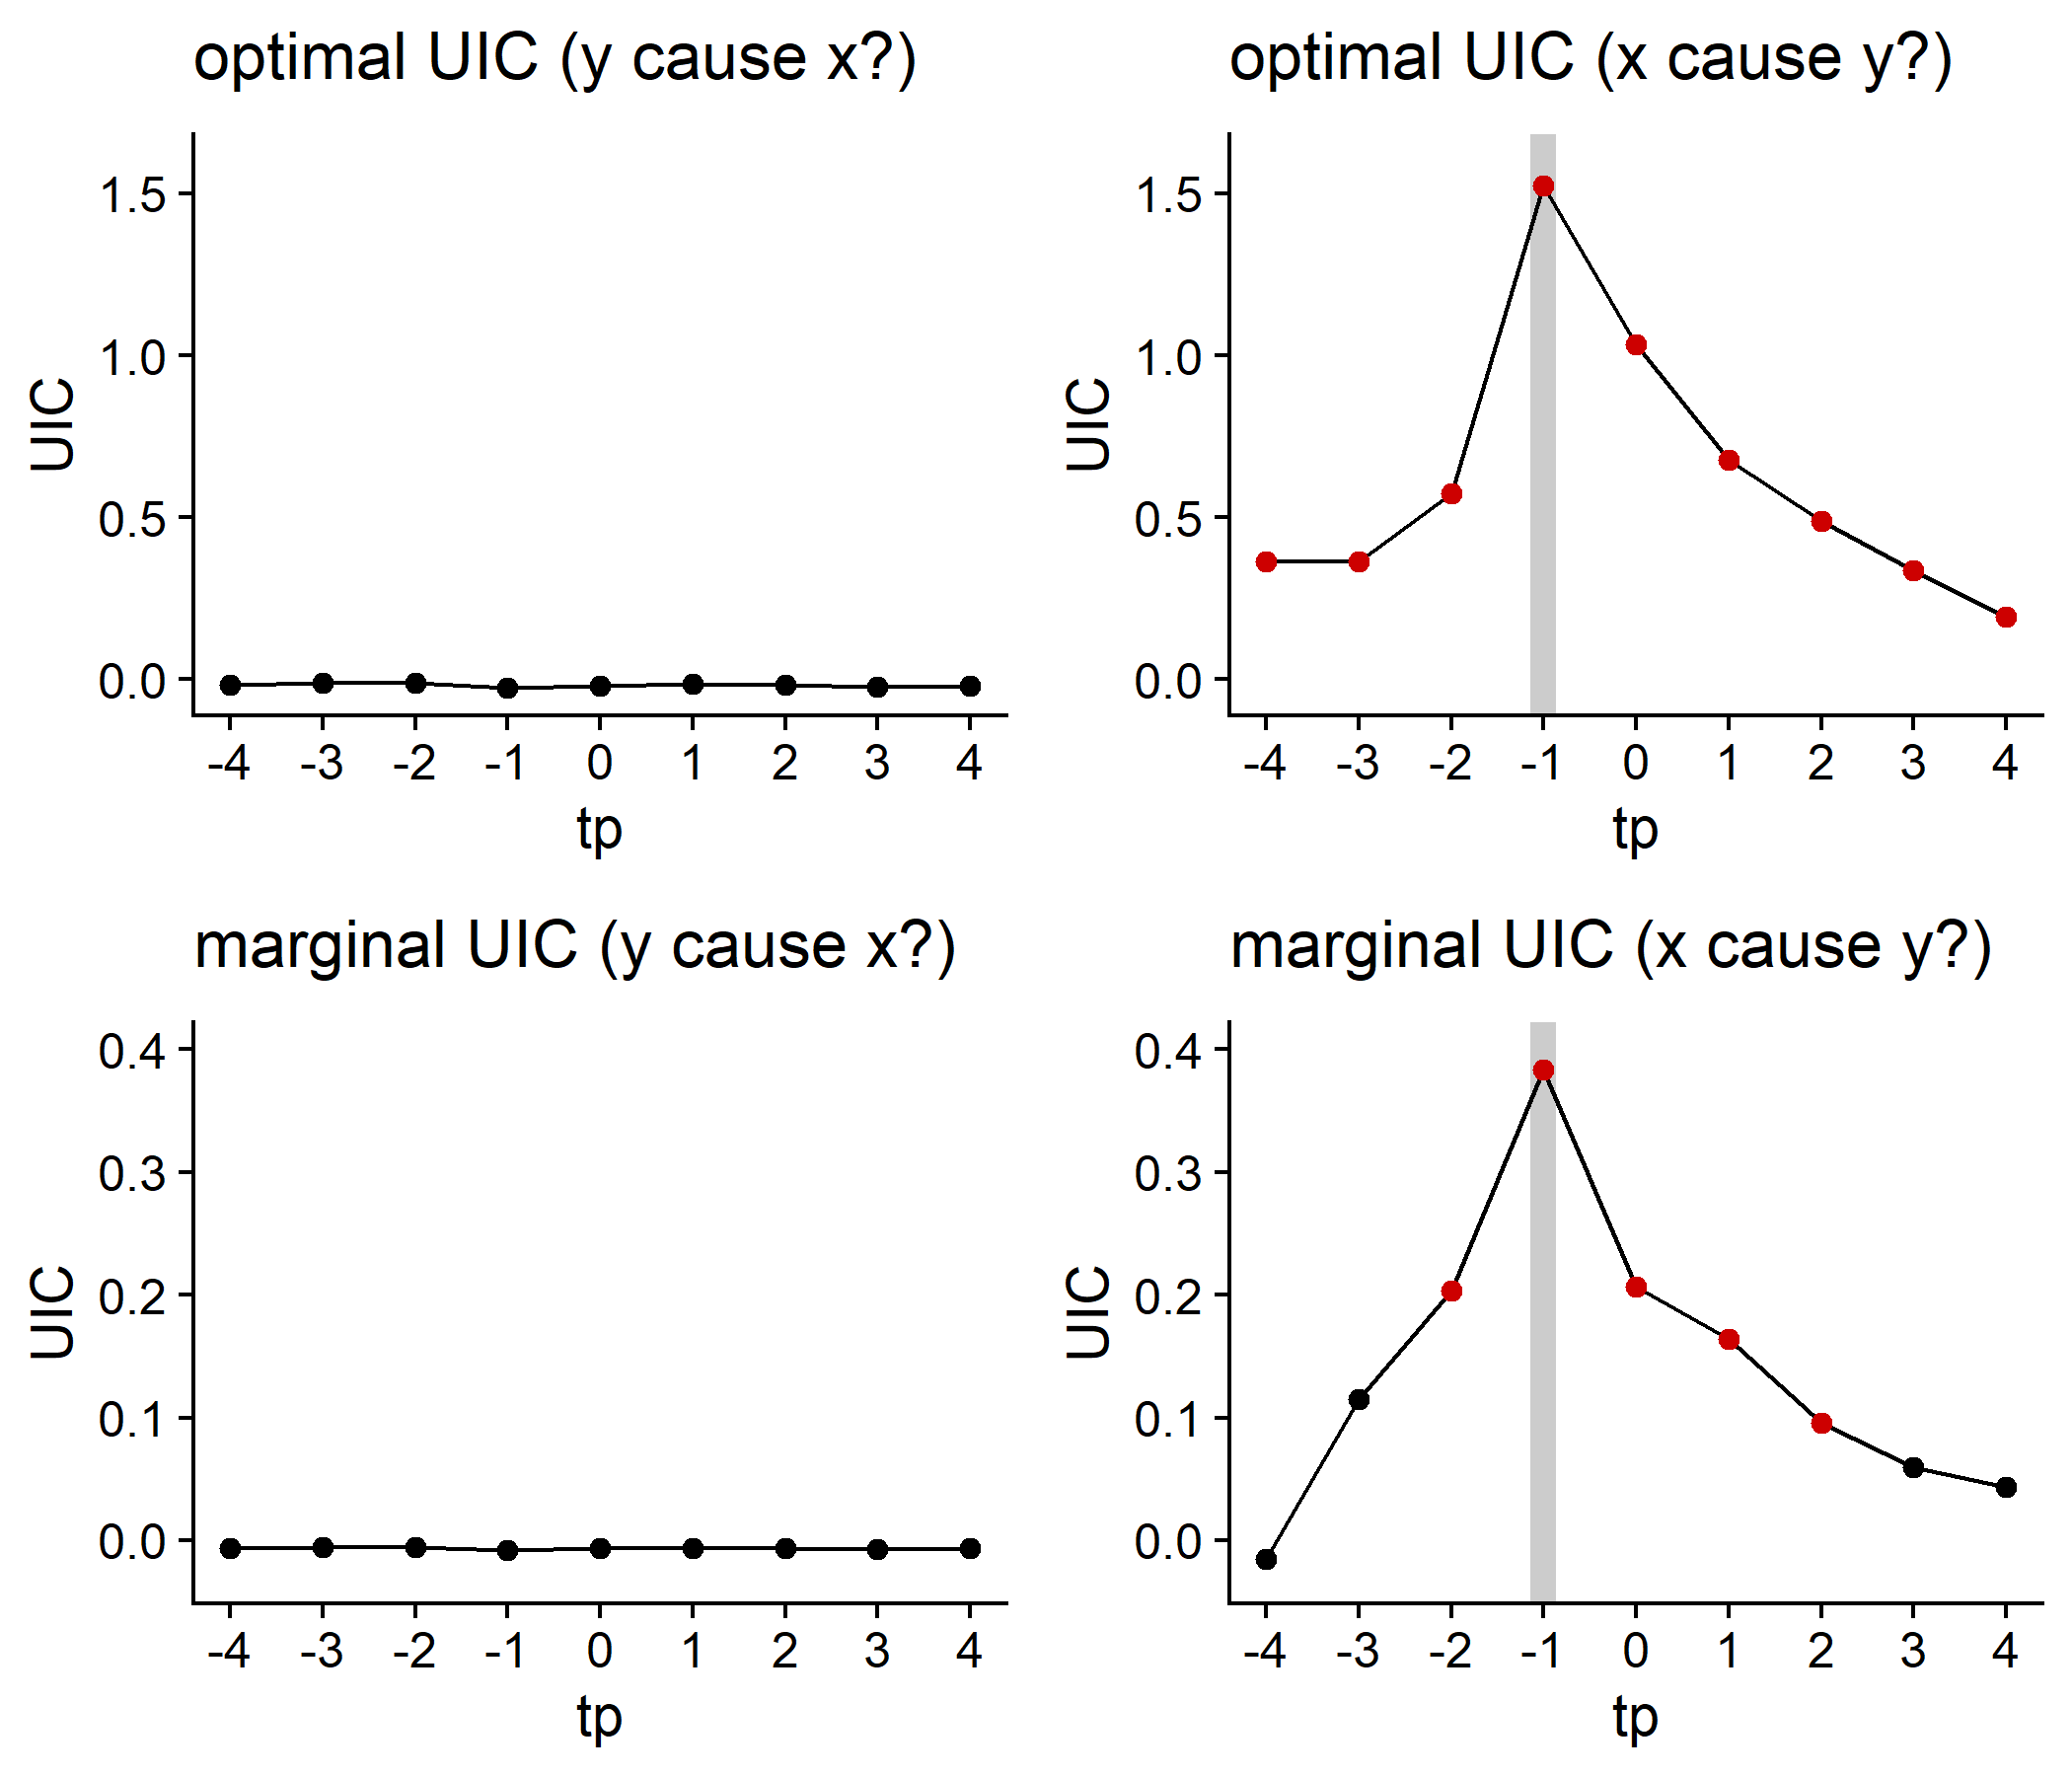 optimal UIC (y cause x?)
optimal UIC (x cause y?)
UIC
1.5
1.0
0.5
0.0
-4 -3 -2 -1 0 1 2 3 4
tp
UIC
1.5
1.0
0.5
0.0
-4 -3 -2 -1 0 1 2 3 4
tp
marginal UIC (y cause x?)
marginal UIC (x cause y?)
UIC
0.4
0.3
0.2
0.1
0.0
-4 -3 -2 -1 0 1 2 3 4
tp
UIC
0.4
0.3
0.2
0.1
0.0
-4 -3 -2 -1 0 1 2 3 4
tp